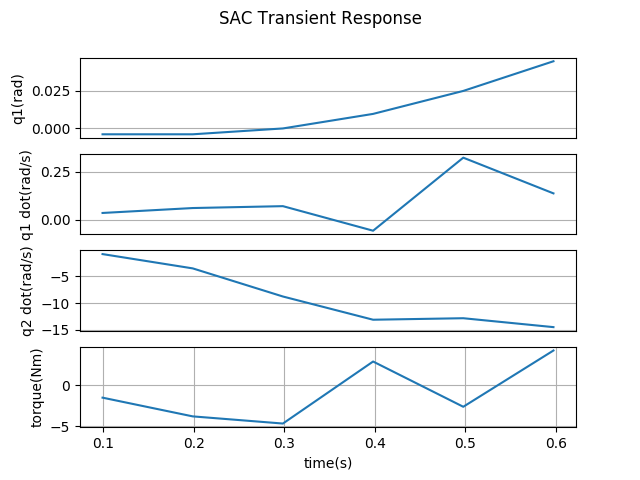 SAC Transient Response
q1(rad)
0.025
0.000
q1 dot(rad/s)
0.25
0.00
q2 dot(rad/s)
−5
−10
−15
torque(Nm)
0
−5
0.1 0.2 0.3 0.4 0.5 0.6
time(s)